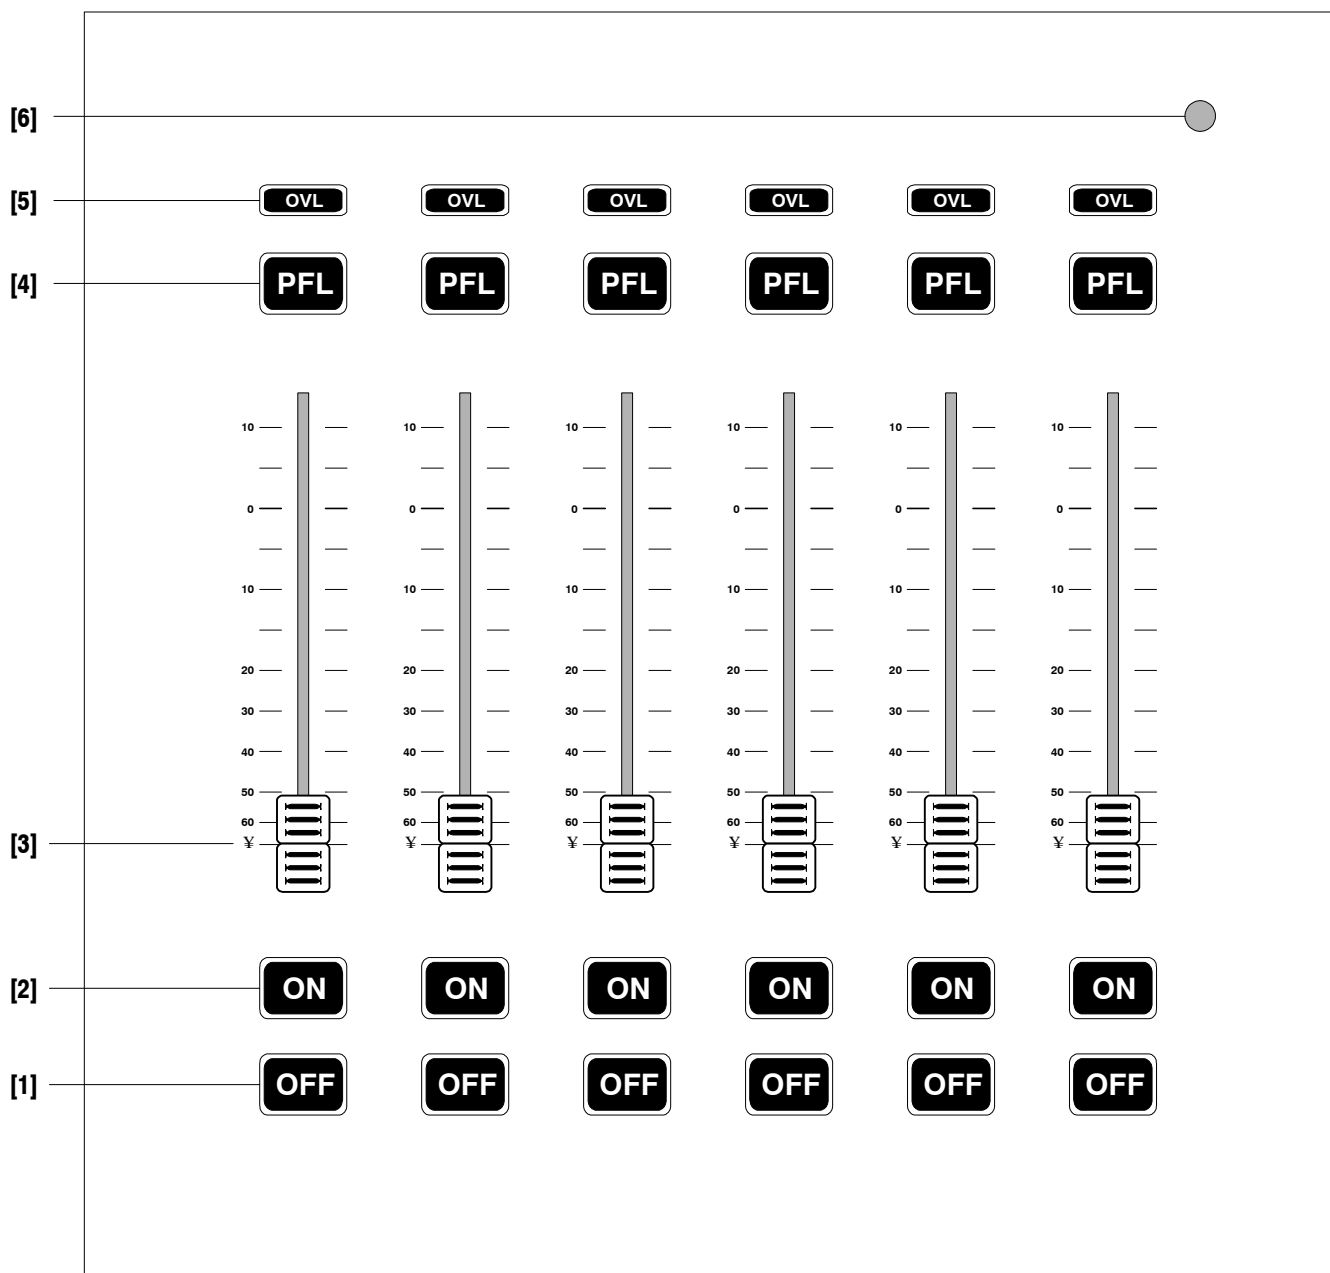 [6]
[5] OVL OVL OVL OVL OVL OVL
[4] PFL PFL PFL PFL PFL PFL
10 10 10 10 10 10
0 0 0 0 0 0
10 10 10 10 10 10
20 20 20 20 20 20
30 30 30 30 30 30
40 40 40 40 40 40
50 50 50 50 50 50
60 60 60 60 60 60
[3] ¥ ¥ ¥ ¥ ¥ ¥
[2] ON ON ON ON ON ON
[1] OFF OFF OFF OFF OFF OFF